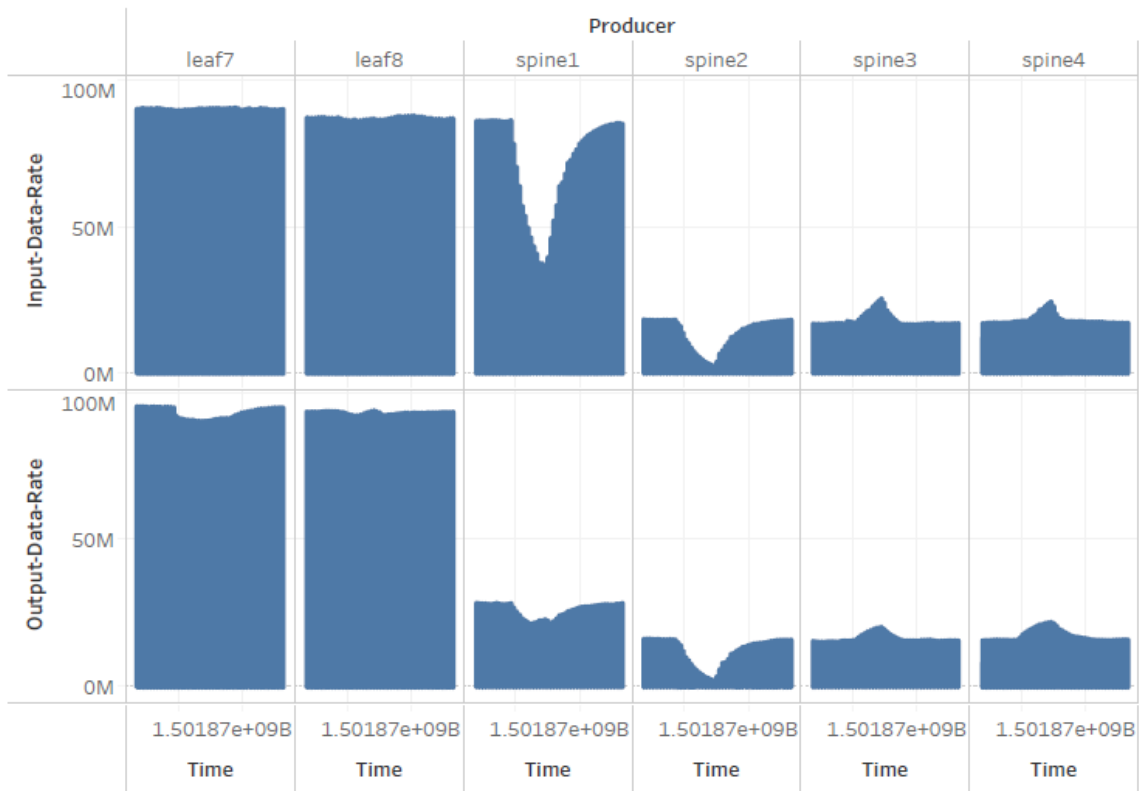 Producer
leaf7 leaf8 spine1 spine2 spine3 spine4
100M
50M
0M
Input-Data-Rate
100M
50M
0M
Output-Data-Rate
1.50187e+09B 1.50187e+09B 1.50187e+09B 1.50187e+09B 1.50187e+09B 1.50187e+09B
Time Time Time Time Time Time